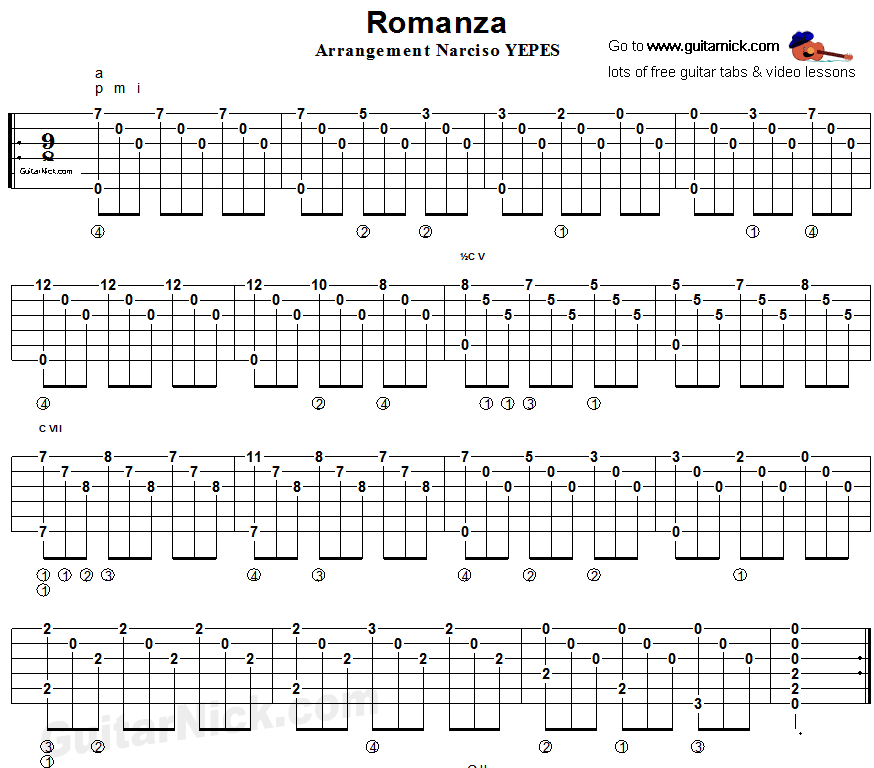 Romanza
Arrangement Narciso YEPES
Go to www.guitarnick.com
lots of free guitar tabs & video lessons
a
p m i
7 7 7 7 5 3 3 2 0 0 3 7
0 0 0 0 0 0 0 0 0 0 0 0
9 0 0 0 0 0 0 0 0 0 0 0 0
8
GuitarNick.com
0 0
4 2 2 1 1 4
½C V
12 12 12 12 10 8 8 7 5 5 7 8
0 0 0 0 0 0 5 5 5 5 5 5
0 0 0 0 0 0 5 5 5 5 5 5
0 0
0 0
4 2 4 1 1 3 1
C VII
7 8 7 11 8 7 7 5 3 3 2 0
7 7 7 7 7 7 0 0 0 0 0 0
8 8 8 8 8 8 0 0 0 0 0 0
7 7 0 0
1 1 2 3 4 3 4 2 2 1
1
2 2 2 2 3 2 0 0 0 0
0 0 0 0 0 0 0 0 0 0
2 2 2 2 2 2 0 0 0 0
2 2
2 2 2 2
3 0
GuitarNick.com
3 2 4 2 1 3
1